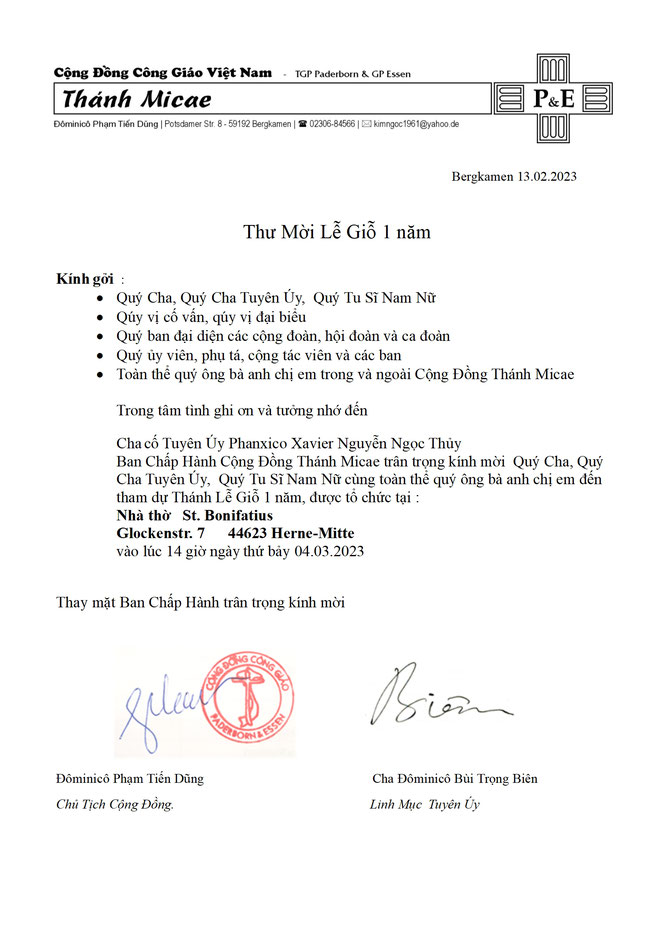 Cộng Đồng Công Giáo Việt Nam - TGP Paderborn & GP Essen
Thánh Micae
P&E
Đôminicô Phạm Tiến Dũng | Potsdamer Str. 8 - 59192 Bergkamen | ☎ 02306-84566 | ✉ kimngoc1961@yahoo.de
Bergkamen 13.02.2023
Thư Mời Lễ Giỗ 1 năm
Kính gởi :
• Quý Cha, Quý Cha Tuyên Úy, Quý Tu Sĩ Nam Nữ
• Qúy vị cố vấn, qúy vị đại biểu
• Quý ban đại diện các cộng đoàn, hội đoàn và ca đoàn
• Quý ủy viên, phụ tá, cộng tác viên và các ban
• Toàn thể quý ông bà anh chị em trong và ngoài Cộng Đồng Thánh Micae
Trong tâm tình ghi ơn và tưởng nhớ đến
Cha cố Tuyên Úy Phanxico Xavier Nguyễn Ngọc Thủy
Ban Chấp Hành Cộng Đồng Thánh Micae trân trọng kính mời Quý Cha, Quý
Cha Tuyên Úy, Quý Tu Sĩ Nam Nữ cùng toàn thể quý ông bà anh chị em đến
tham dự Thánh Lễ Giỗ 1 năm, được tổ chức tại :
Nhà thờ St. Bonifatius
Glockenstr. 7 44623 Herne-Mitte
vào lúc 14 giờ ngày thứ bảy 04.03.2023
Thay mặt Ban Chấp Hành trân trọng kính mời
CỘNG ĐỒNG CÔNG GIÁO
PADERBORN & ESSEN
Biên
Đôminicô Phạm Tiến Dũng
Cha Đôminicô Bùi Trọng Biên
Chủ Tịch Cộng Đồng.
Linh Mục Tuyên Úy